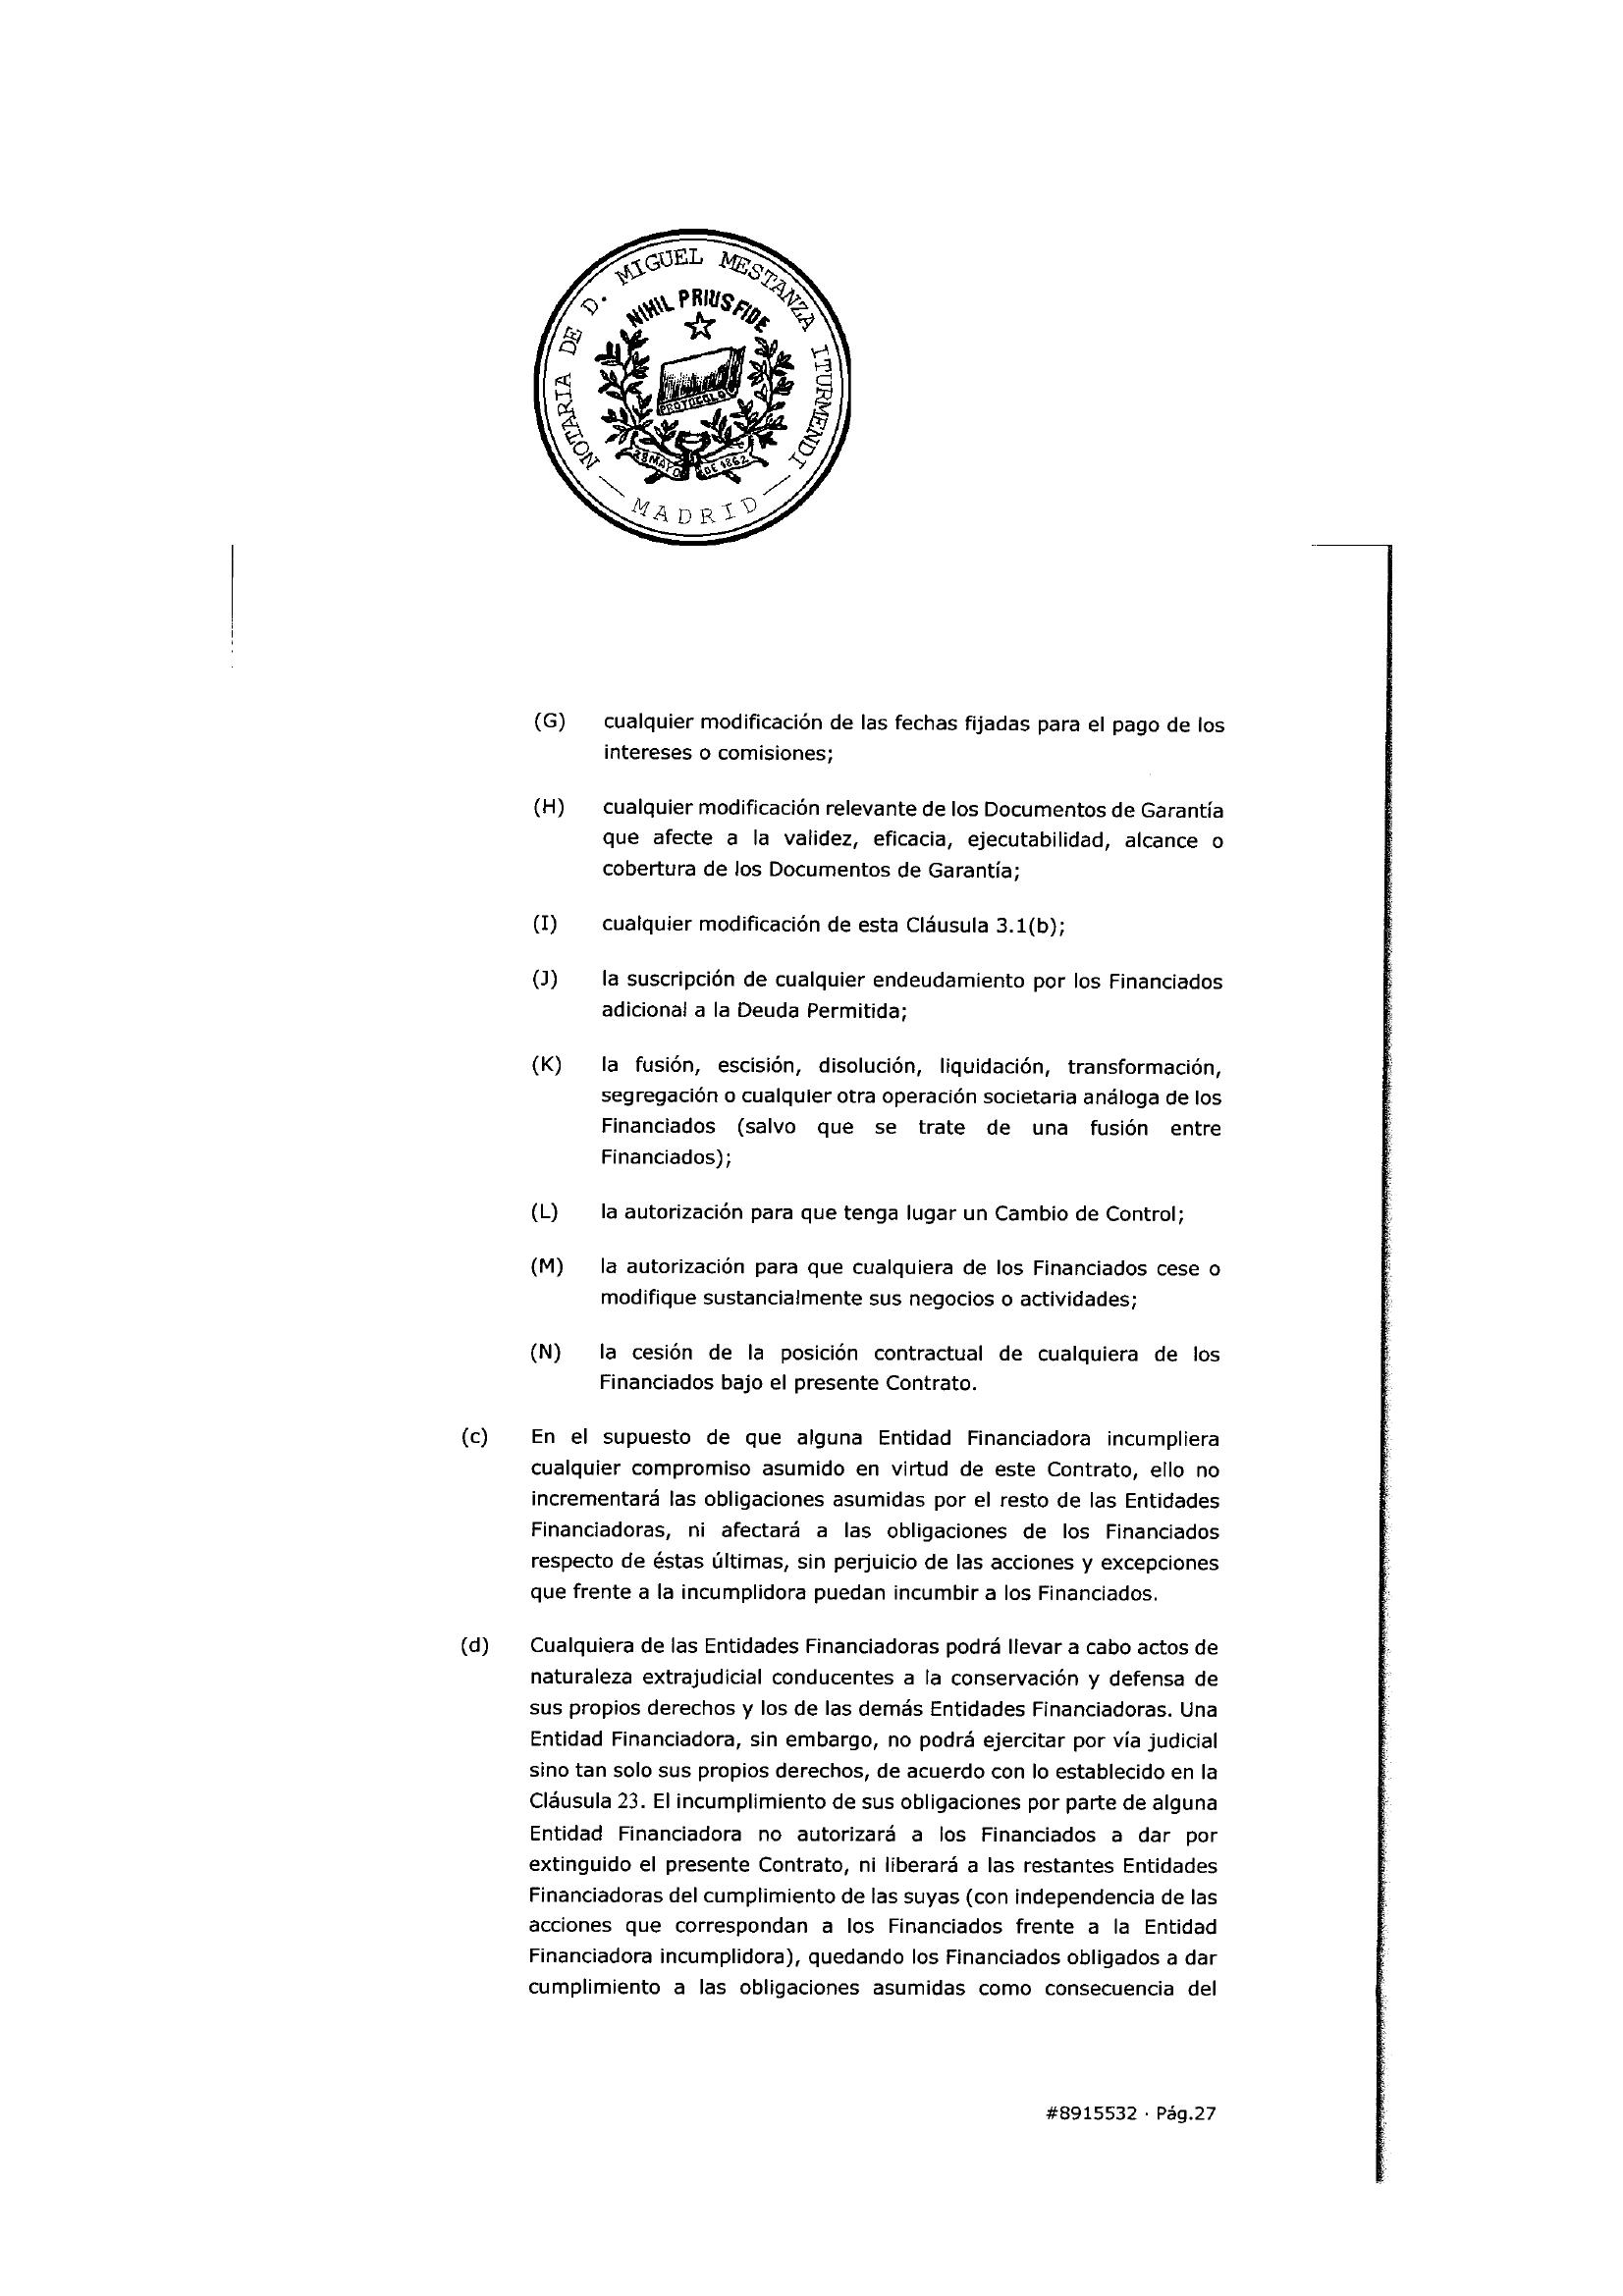 NOTARIA DE D. MIGUEL MESTANZA ITURMENDI
NIHIL PRIUS FIDE
PROTOCOLO
28 MAYO DE 1862
MADRID
(G) cualquier modificación de las fechas fijadas para el pago de los
intereses o comisiones;
(H) cualquier modificación relevante de los Documentos de Garantía
que afecte a la validez, eficacia, ejecutabilidad, alcance o
cobertura de los Documentos de Garantía;
(I) cualquier modificación de esta Cláusula 3.1(b);
(J) la suscripción de cualquier endeudamiento por los Financiados
adicional a la Deuda Permitida;
(K) la fusión, escisión, disolución, liquidación, transformación,
segregación o cualquier otra operación societaria análoga de los
Financiados (salvo que se trate de una fusión entre
Financiados);
(L) la autorización para que tenga lugar un Cambio de Control;
(M) la autorización para que cualquiera de los Financiados cese o
modifique sustancialmente sus negocios o actividades;
(N) la cesión de la posición contractual de cualquiera de los
Financiados bajo el presente Contrato.
(c) En el supuesto de que alguna Entidad Financiadora incumpliera
cualquier compromiso asumido en virtud de este Contrato, ello no
incrementará las obligaciones asumidas por el resto de las Entidades
Financiadoras, ni afectará a las obligaciones de los Financiados
respecto de éstas últimas, sin perjuicio de las acciones y excepciones
que frente a la incumplidora puedan incumbir a los Financiados.
(d) Cualquiera de las Entidades Financiadoras podrá llevar a cabo actos de
naturaleza extrajudicial conducentes a la conservación y defensa de
sus propios derechos y los de las demás Entidades Financiadoras. Una
Entidad Financiadora, sin embargo, no podrá ejercitar por vía judicial
sino tan solo sus propios derechos, de acuerdo con lo establecido en la
Cláusula 23. El incumplimiento de sus obligaciones por parte de alguna
Entidad Financiadora no autorizará a los Financiados a dar por
extinguido el presente Contrato, ni liberará a las restantes Entidades
Financiadoras del cumplimiento de las suyas (con independencia de las
acciones que correspondan a los Financiados frente a la Entidad
Financiadora incumplidora), quedando los Financiados obligados a dar
cumplimiento a las obligaciones asumidas como consecuencia del
#8915532 · Pág.27